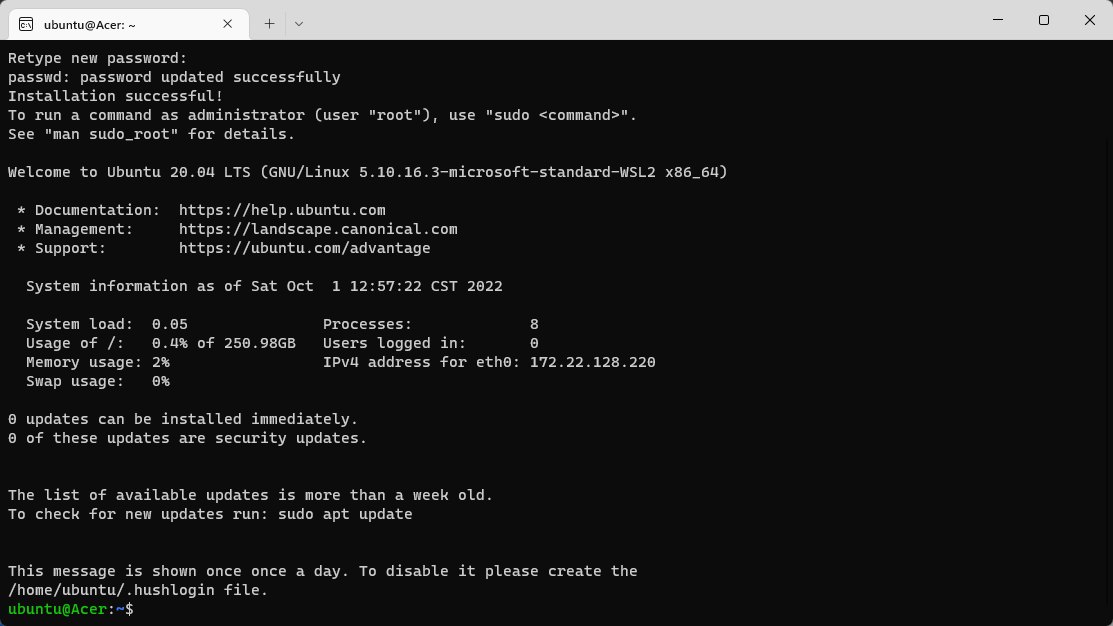 ubuntu@Acer: ~
Retype new password:
passwd: password updated successfully
Installation successful!
To run a command as administrator (user "root"), use "sudo <command>".
See "man sudo_root" for details.
Welcome to Ubuntu 20.04 LTS (GNU/Linux 5.10.16.3-microsoft-standard-WSL2 x86_64)
* Documentation:  https://help.ubuntu.com
* Management:     https://landscape.canonical.com
* Support:        https://ubuntu.com/advantage
System information as of Sat Oct  1 12:57:22 CST 2022
System load:  0.05               Processes:             8
Usage of /:   0.4% of 250.98GB   Users logged in:       0
Memory usage: 2%                 IPv4 address for eth0: 172.22.128.220
Swap usage:   0%
0 updates can be installed immediately.
0 of these updates are security updates.
The list of available updates is more than a week old.
To check for new updates run: sudo apt update
This message is shown once once a day. To disable it please create the
/home/ubuntu/.hushlogin file.
ubuntu@Acer:~$